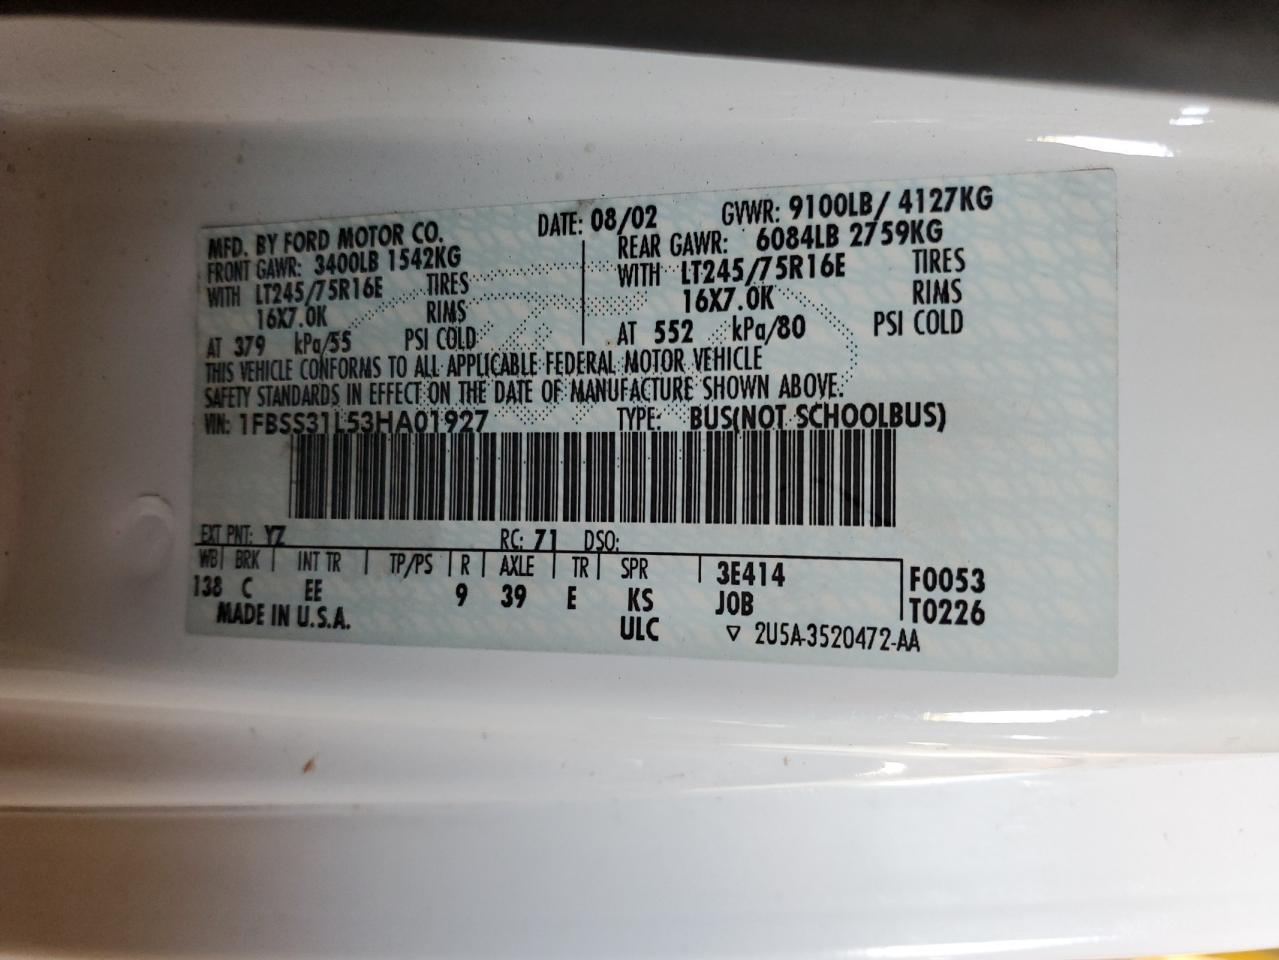 MFD. BY FORD MOTOR CO. DATE: 08/02 GVWR: 9100LB/ 4127KG
FRONT GAWR: 3400LB 1542KG REAR GAWR: 6084LB 2759KG
WITH LT245/75R16E TIRES WITH LT245/75R16E TIRES
16X7.0K RIMS 16X7.0K RIMS
AT 379 kPa/55 PSI COLD AT 552 kPa/80 PSI COLD
THIS VEHICLE CONFORMS TO ALL APPLICABLE FEDERAL MOTOR VEHICLE
SAFETY STANDARDS IN EFFECT ON THE DATE OF MANUFACTURE SHOWN ABOVE.
VIN: 1FBSS31L53HA01927 TYPE: BUS(NOT SCHOOLBUS)
EXT PNT: YZ RC: 71 DSO:
WB BRK INT TR TP/PS R AXLE TR SPR 3E414 F0053
138 C EE 9 39 E KS JOB T0226
MADE IN U.S.A. ULC ▽ 2U5A-3520472-AA